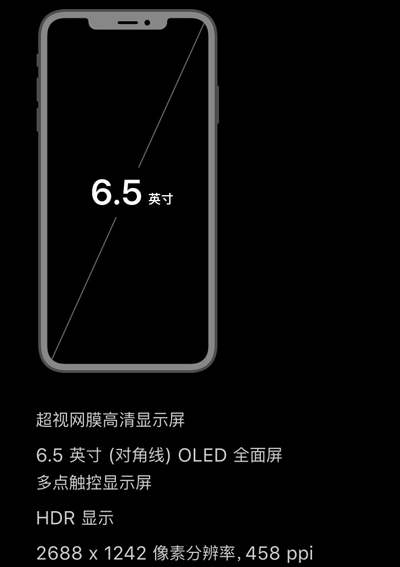 6.5 英寸
超视网膜高清显示屏
6.5 英寸 (对角线) OLED 全面屏
多点触控显示屏
HDR 显示
2688 x 1242 像素分辨率, 458 ppi